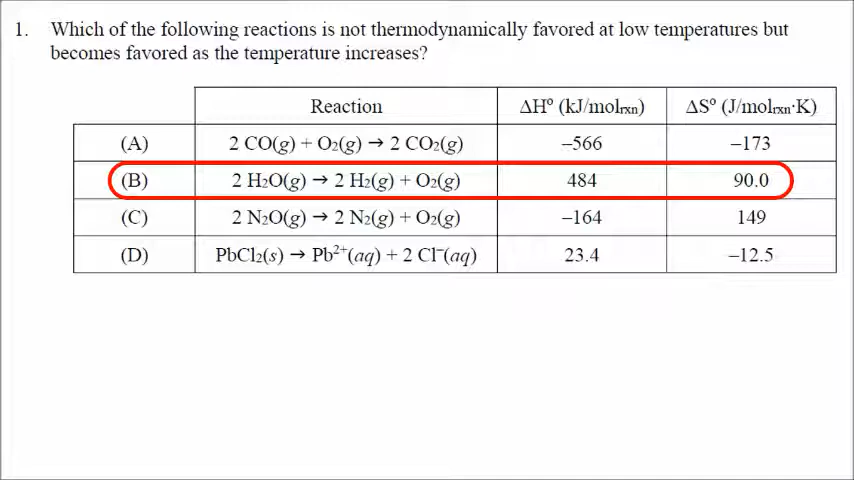 1. Which of the following reactions is not thermodynamically favored at low temperatures but
becomes favored as the temperature increases?
Reaction ΔH° (kJ/molrxn) ΔS° (J/molrxn·K)
(A) 2 CO(g) + O2(g) → 2 CO2(g) –566 –173
(B) 2 H2O(g) → 2 H2(g) + O2(g) 484 90.0
(C) 2 N2O(g) → 2 N2(g) + O2(g) –164 149
(D) PbCl2(s) → Pb²⁺(aq) + 2 Cl⁻(aq) 23.4 –12.5